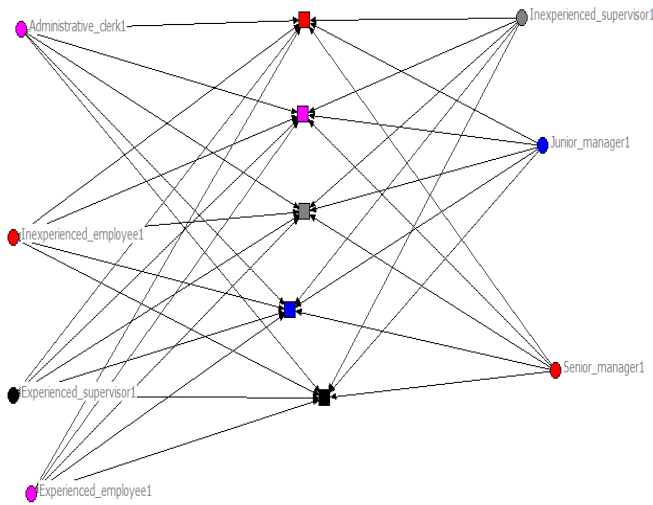 Administrative_clerk1
Inexperienced_supervisor1
Junior_manager1
Inexperienced_employee1
Senior_manager1
Experienced_supervisor1
Experienced_employee1